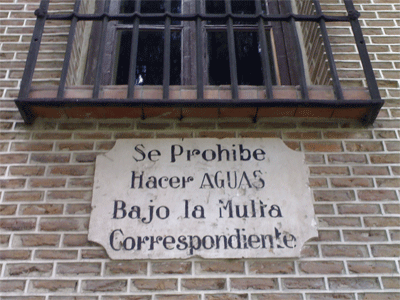 Se Prohibe
Hacer AGUAS
Bajo la Multa
Correspondiente